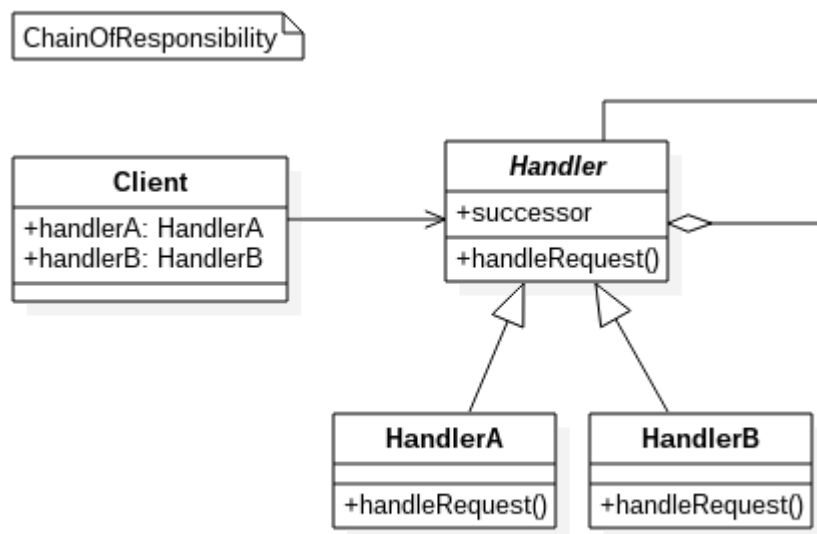 ChainOfResponsibility
Client
+handlerA: HandlerA
+handlerB: HandlerB
Handler
+successor
+handleRequest()
HandlerA
+handleRequest()
HandlerB
+handleRequest()